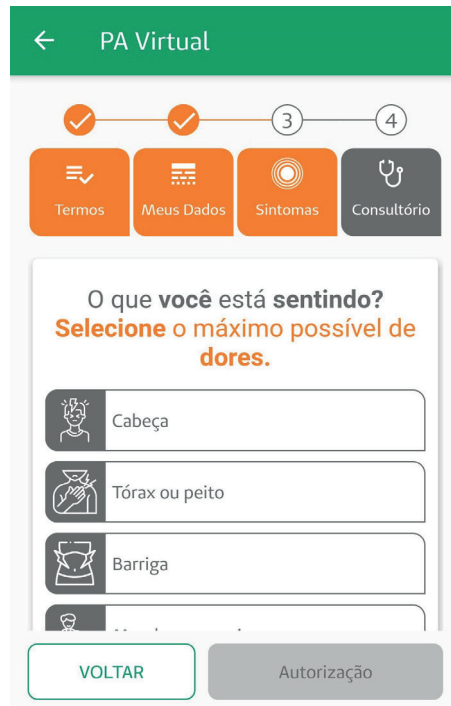 PA Virtual
3
4
Termos
Meus Dados
Sintomas
Consultório
O que você está sentindo?
Selecione o máximo possível de
dores.
Cabeça
Tórax ou peito
Barriga
VOLTAR
Autorização